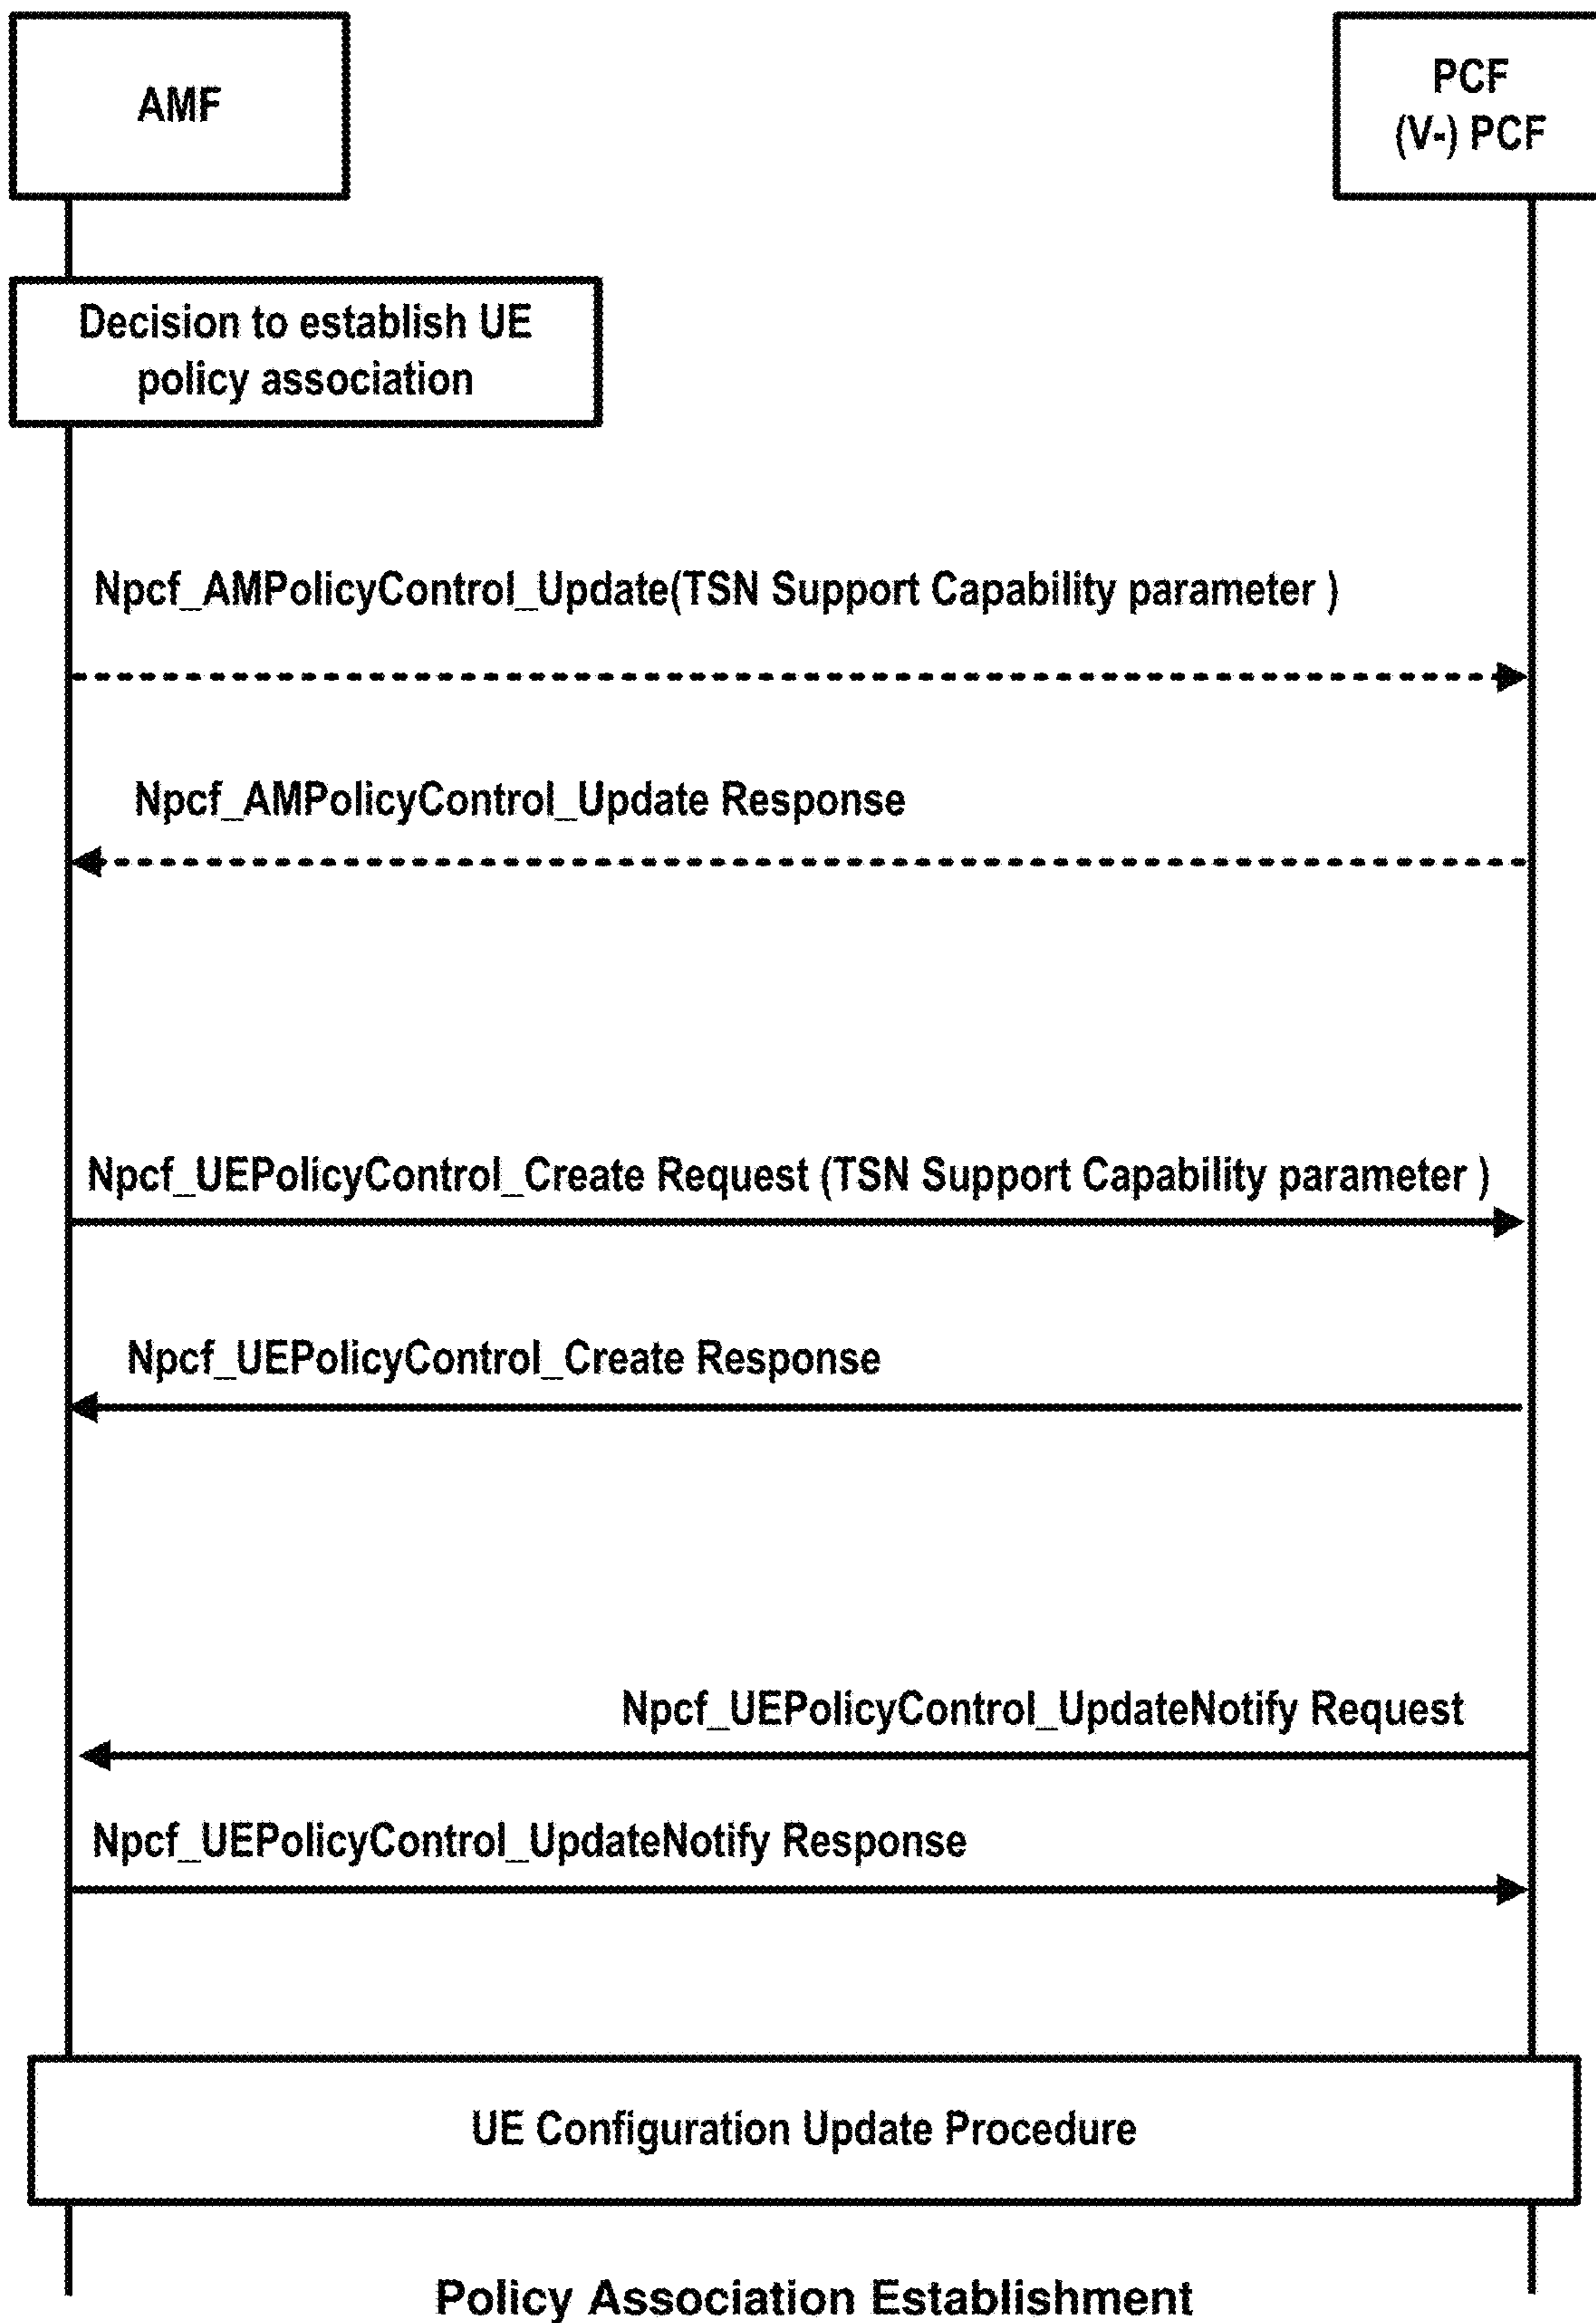 AMF
PCF
(V-) PCF
Decision to establish UE
policy association
Npcf_AMPolicyControl_Update(TSN Support Capability parameter )
Npcf_AMPolicyControl_Update Response
Npcf_UEPolicyControl_Create Request (TSN Support Capability parameter )
Npcf_UEPolicyControl_Create Response
Npcf_UEPolicyControl_UpdateNotify Request
Npcf_UEPolicyControl_UpdateNotify Response
UE Configuration Update Procedure
Policy Association Establishment